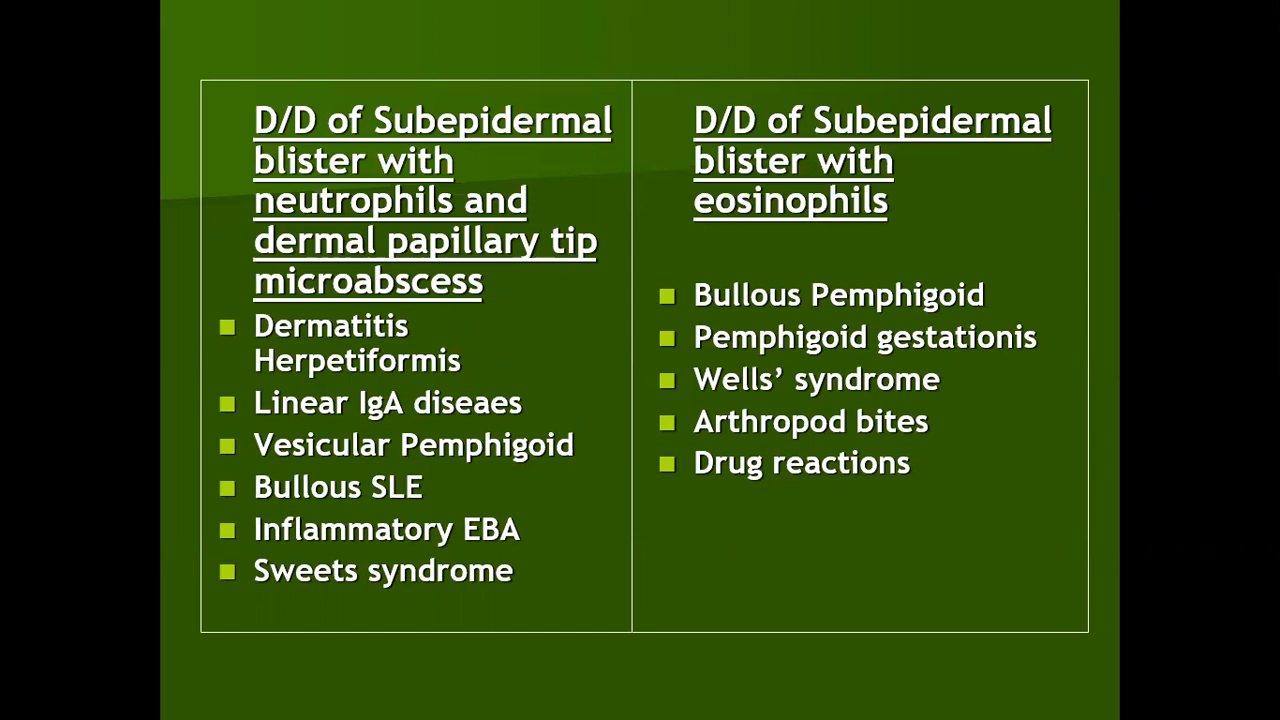 D/D of Subepidermal
blister with
neutrophils and
dermal papillary tip
microabscess
Dermatitis
Herpetiformis
Linear IgA diseaes
Vesicular Pemphigoid
Bullous SLE
Inflammatory EBA
Sweets syndrome
D/D of Subepidermal
blister with
eosinophils
Bullous Pemphigoid
Pemphigoid gestationis
Wells’ syndrome
Arthropod bites
Drug reactions